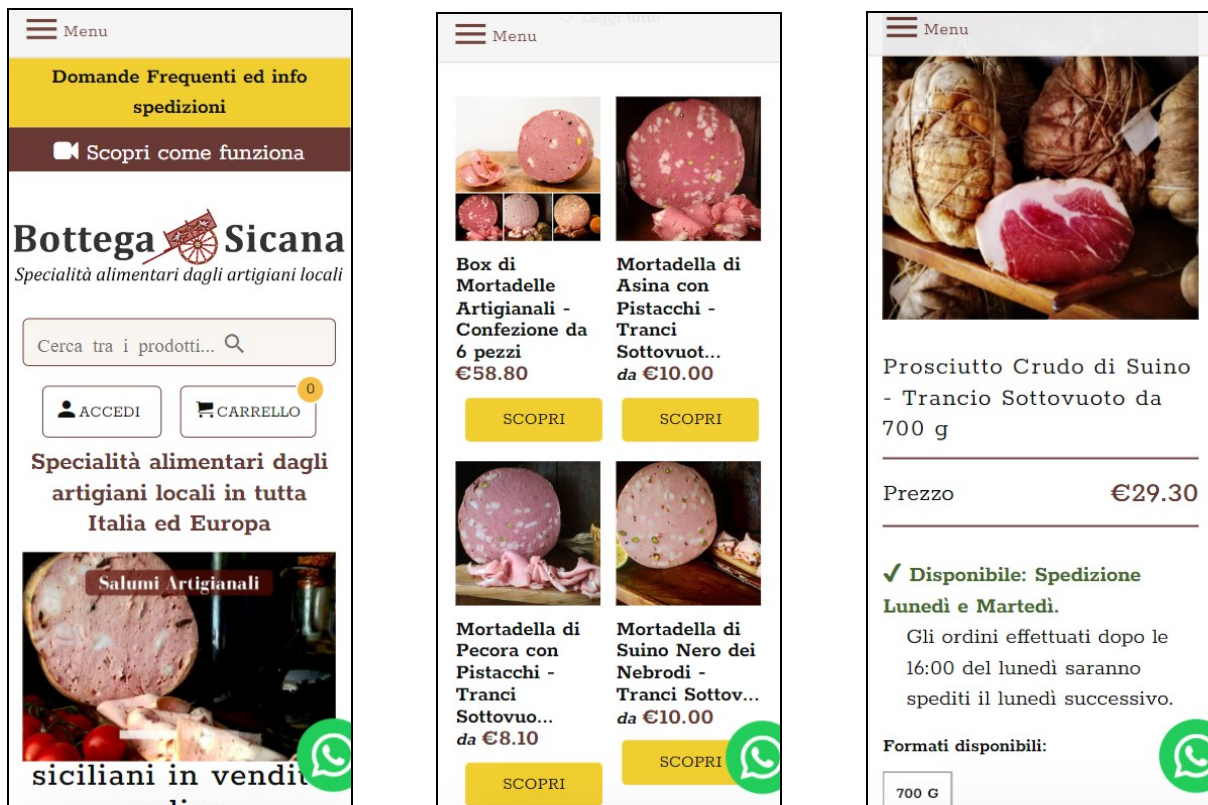 Menu
Domande Frequenti ed info
spedizioni
Scopri come funziona
Bottega Sicana
Specialità alimentari dagli artigiani locali
Cerca tra i prodotti...
ACCEDI
CARRELLO
0
Specialità alimentari dagli
artigiani locali in tutta
Italia ed Europa
Salumi Artigianali
siciliani in vendit
Leggi tutto
Menu
Box di
Mortadelle
Artigianali -
Confezione da
6 pezzi
€58.80
SCOPRI
Mortadella di
Asina con
Pistacchi -
Tranci
Sottovuot...
da €10.00
SCOPRI
Mortadella di
Pecora con
Pistacchi -
Tranci
Sottovuo...
da €8.10
SCOPRI
Mortadella di
Suino Nero dei
Nebrodi -
Tranci Sottov...
da €10.00
SCOPRI
Menu
Prosciutto Crudo di Suino
- Trancio Sottovuoto da
700 g
Prezzo €29.30
✓ Disponibile: Spedizione
Lunedì e Martedì.
Gli ordini effettuati dopo le
16:00 del lunedì saranno
spediti il lunedì successivo.
Formati disponibili:
700 G